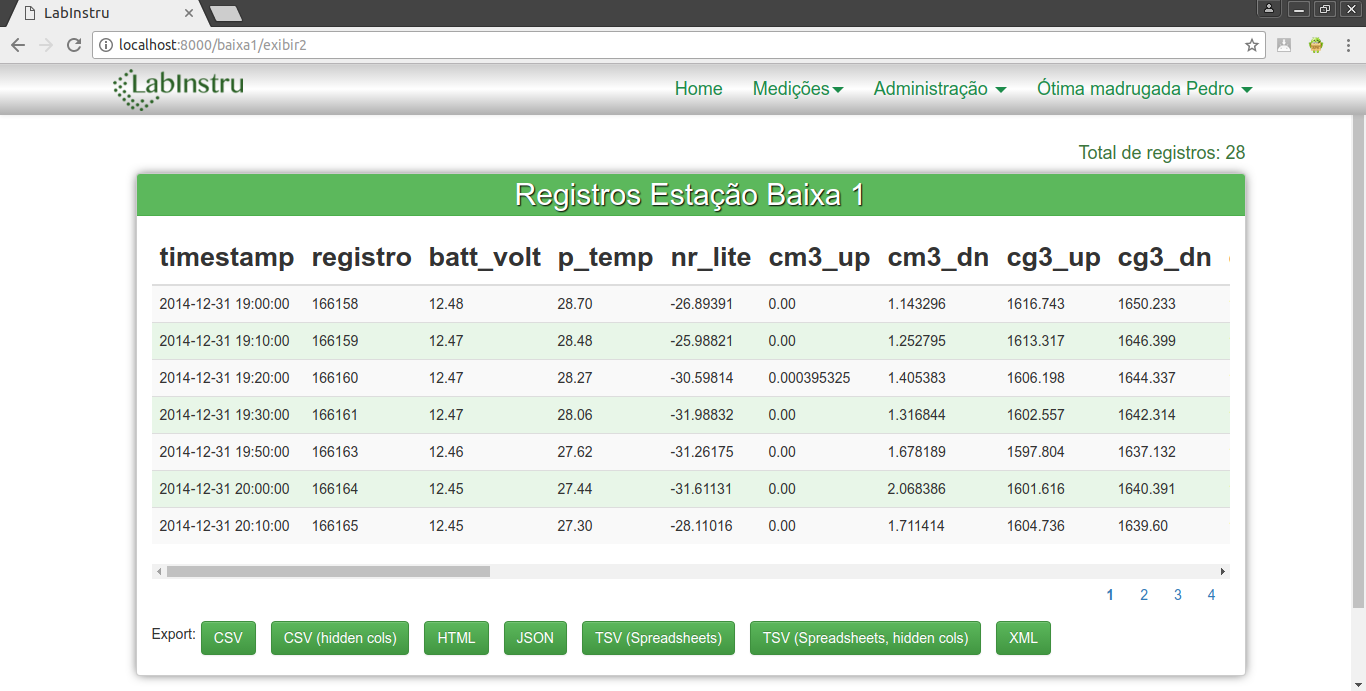 LabInstru
localhost:8000/baixa1/exibir2
LabInstru Home Medições Administração Ótima madrugada Pedro
Total de registros: 28
Registros Estação Baixa 1
timestamp registro batt_volt p_temp nr_lite cm3_up cm3_dn cg3_up cg3_dn
2014-12-31 19:00:00 166158 12.48 28.70 -26.89391 0.00 1.143296 1616.743 1650.233
2014-12-31 19:10:00 166159 12.47 28.48 -25.98821 0.00 1.252795 1613.317 1646.399
2014-12-31 19:20:00 166160 12.47 28.27 -30.59814 0.000395325 1.405383 1606.198 1644.337
2014-12-31 19:30:00 166161 12.47 28.06 -31.98832 0.00 1.316844 1602.557 1642.314
2014-12-31 19:50:00 166163 12.46 27.62 -31.26175 0.00 1.678189 1597.804 1637.132
2014-12-31 20:00:00 166164 12.45 27.44 -31.61131 0.00 2.068386 1601.616 1640.391
2014-12-31 20:10:00 166165 12.45 27.30 -28.11016 0.00 1.711414 1604.736 1639.60
1 2 3 4
Export: CSV CSV (hidden cols) HTML JSON TSV (Spreadsheets) TSV (Spreadsheets, hidden cols) XML